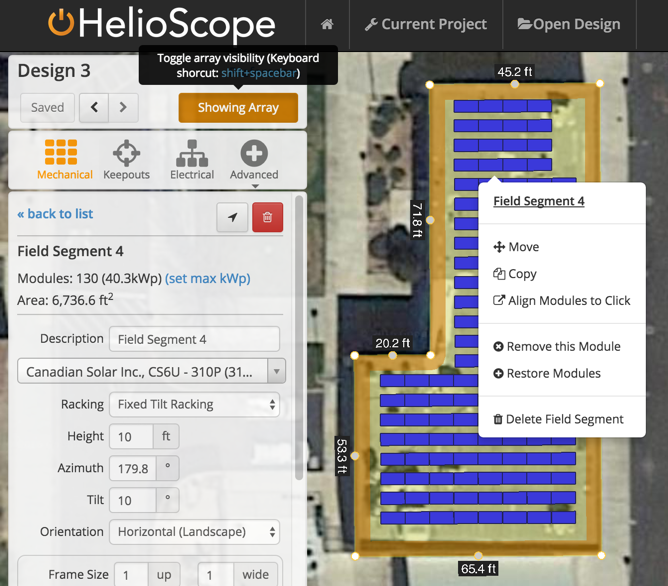 HelioScope
Current Project
Open Design
Design 3
Toggle array visibility (Keyboard
shorcut: shift+spacebar)
Saved
Showing Array
Mechanical
Keepouts
Electrical
Advanced
« back to list
Field Segment 4
Modules: 130 (40.3kWp) (set max kWp)
Area: 6,736.6 ft2
Description Field Segment 4
Canadian Solar Inc., CS6U - 310P (31...
Racking Fixed Tilt Racking
Height 10 ft
Azimuth 179.8 °
Tilt 10 °
Orientation Horizontal (Landscape)
Frame Size 1 up 1 wide
45.2 ft
71.8 ft
20.2 ft
53.3 ft
65.4 ft
Field Segment 4
Move
Copy
Align Modules to Click
Remove this Module
Restore Modules
Delete Field Segment